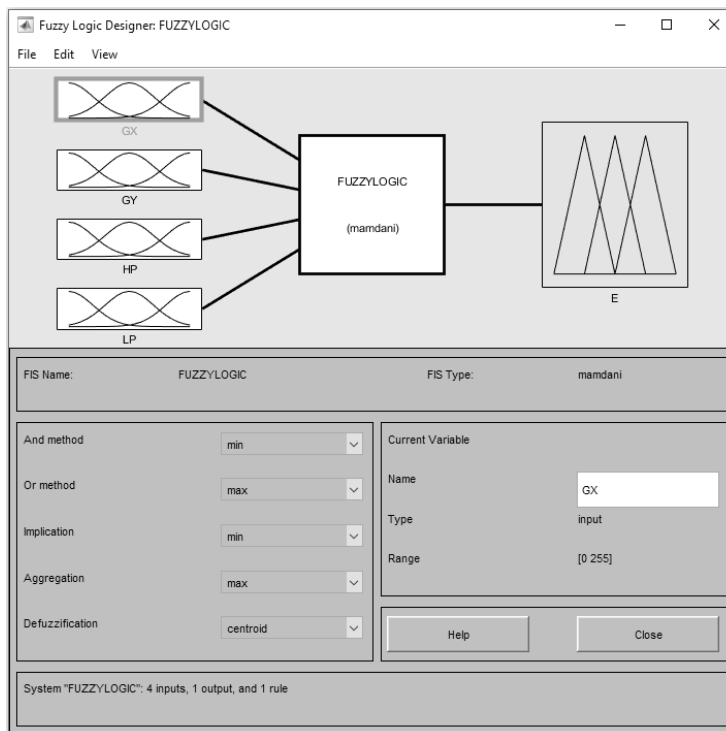 Fuzzy Logic Designer: FUZZYLOGIC
File Edit View
GX
GY
HP
LP
FUZZYLOGIC
(mamdani)
E
FIS Name: FUZZYLOGIC FIS Type: mamdani
And method min
Or method max
Implication min
Aggregation max
Defuzzification centroid
Current Variable
Name GX
Type input
Range [0 255]
Help Close
System "FUZZYLOGIC": 4 inputs, 1 output, and 1 rule